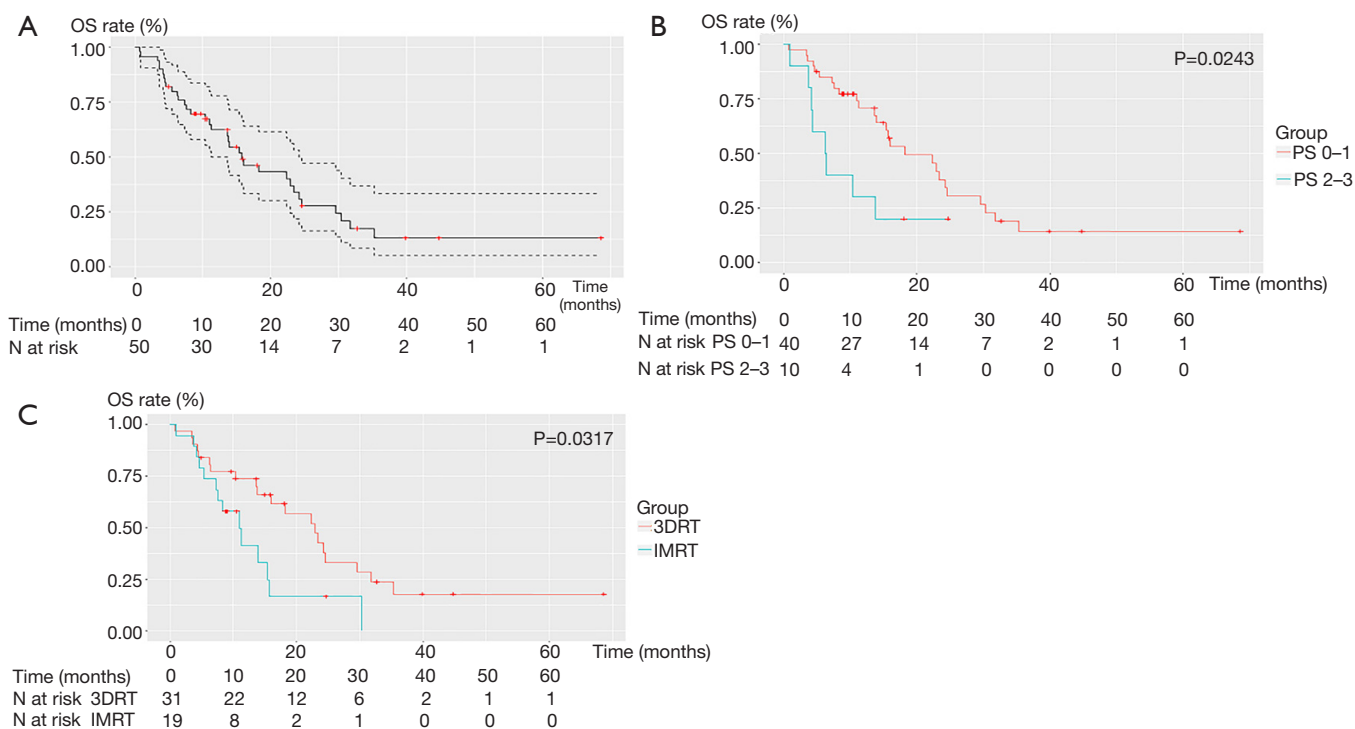 A
OS rate (%)
1.00
0.75
0.50
0.25
0.00
0 20 40 60 Time (months)
Time (months) 0 10 20 30 40 50 60
N at risk 50 30 14 7 2 1 1
B
OS rate (%)
P=0.0243
1.00
0.75
0.50
0.25
0.00
Group
PS 0–1
PS 2–3
0 20 40 60 Time (months)
Time (months) 0 10 20 30 40 50 60
N at risk PS 0–1 40 27 14 7 2 1 1
N at risk PS 2–3 10 4 1 0 0 0 0
C
OS rate (%)
P=0.0317
1.00
0.75
0.50
0.25
0.00
Group
3DRT
IMRT
0 20 40 60 Time (months)
Time (months) 0 10 20 30 40 50 60
N at risk 3DRT 31 22 12 6 2 1 1
N at risk IMRT 19 8 2 1 0 0 0